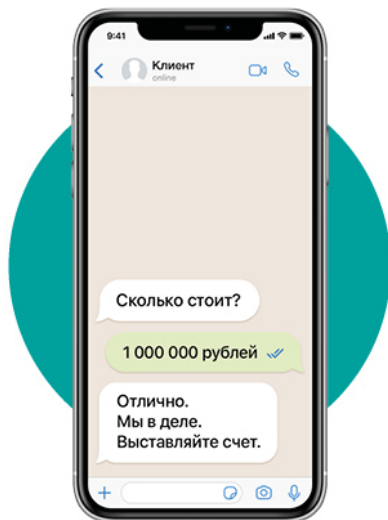 9:41
Клиент
online
Сколько стоит?
1 000 000 рублей
Отлично.
Мы в деле.
Выставляйте счет.